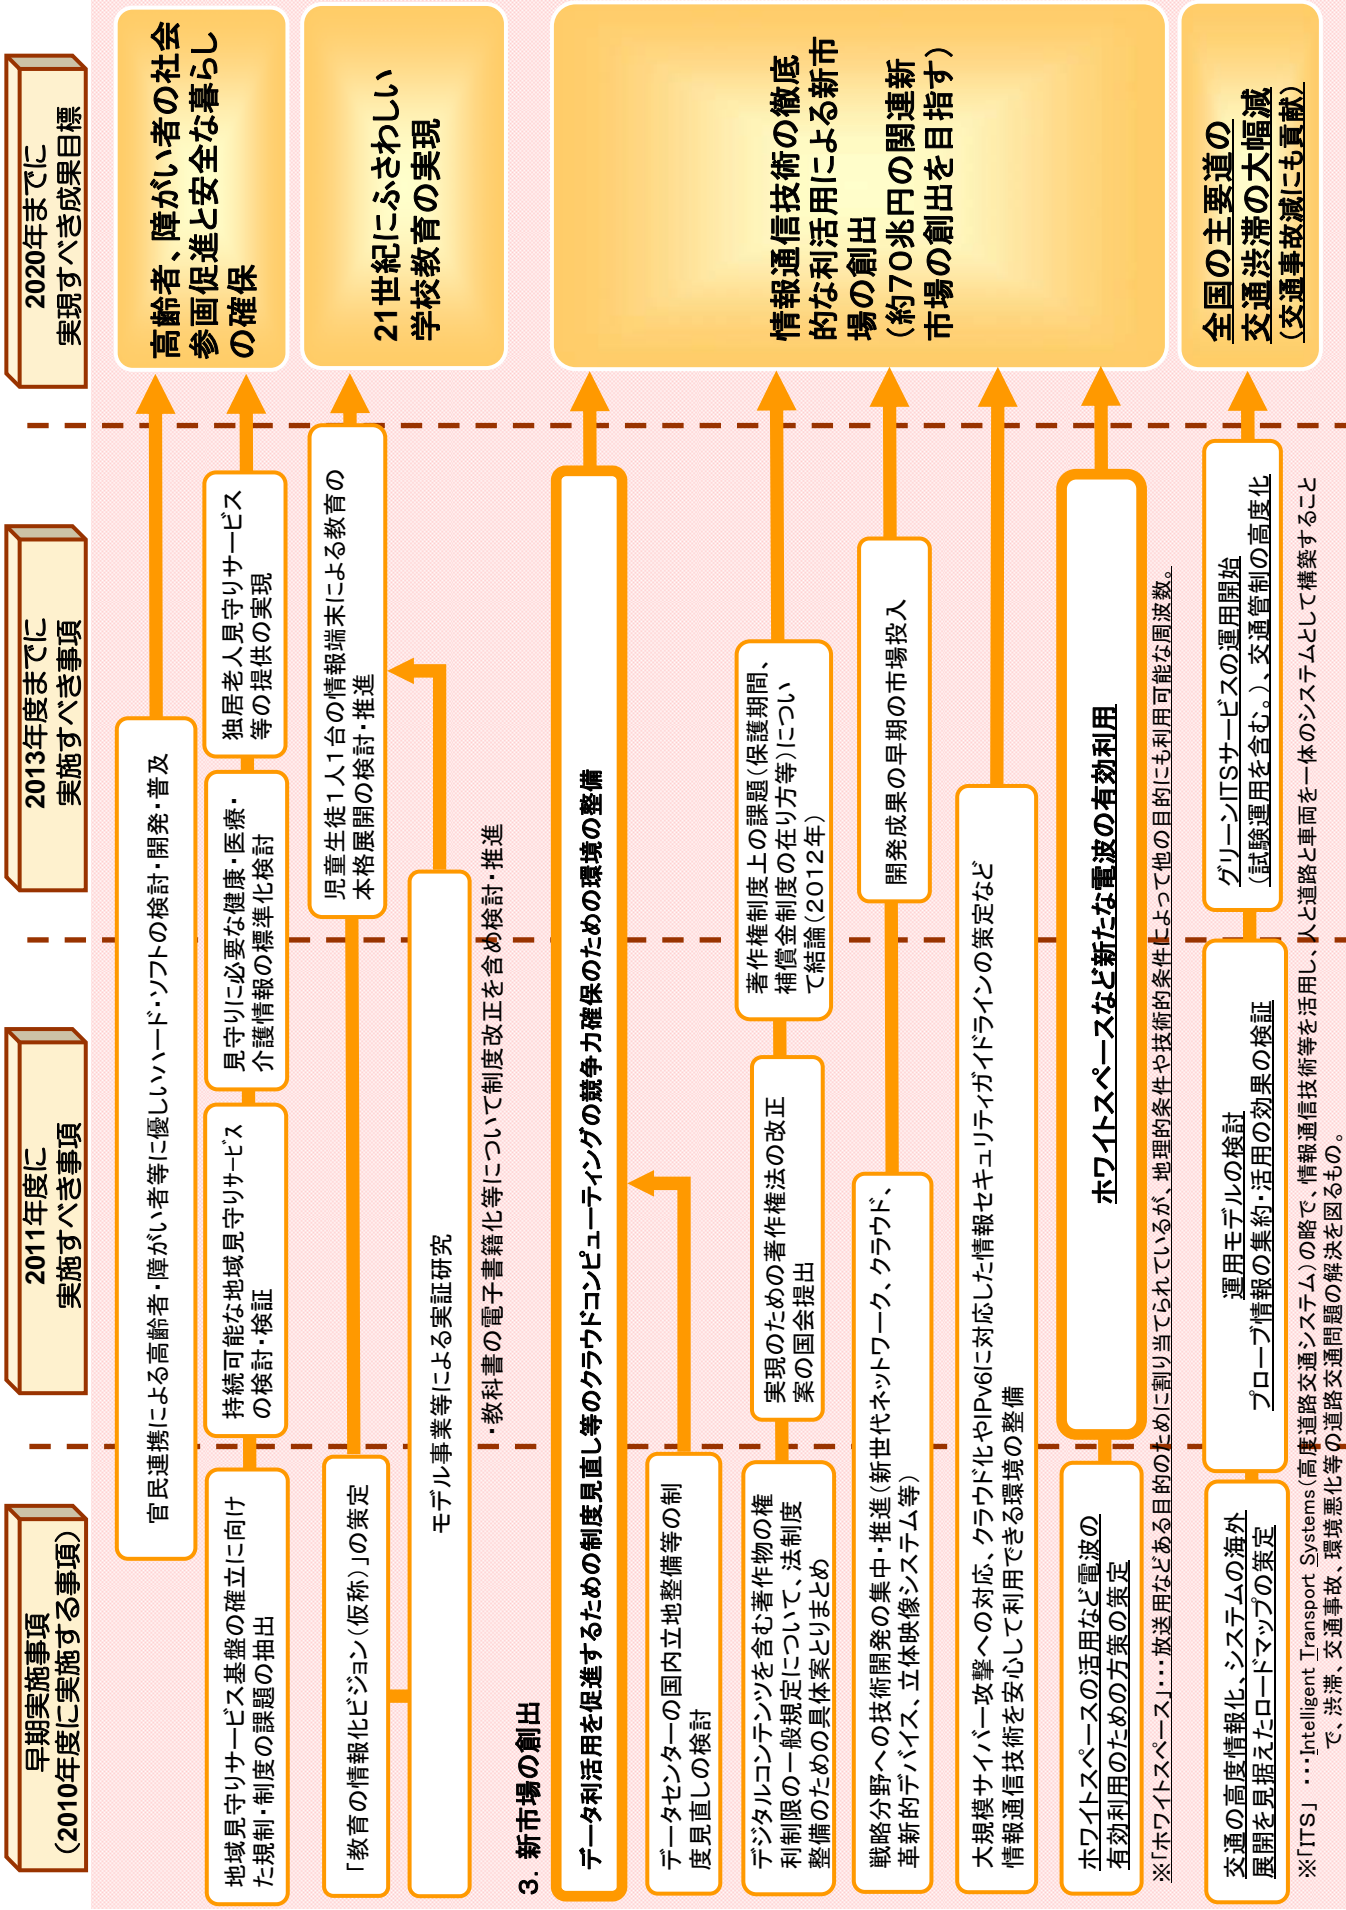 早期実施事項
（2010年度に実施する事項）
2011年度に
実施すべき事項
2013年度までに
実施すべき事項
2020年までに
実現すべき成果目標
官民連携による高齢者・障がい者等に優しいハード・ソフトの検討・開発・普及
高齢者、障がい者の社会
参画促進と安全な暮らし
の確保
地域見守りサービス基盤の確立に向け
た規制・制度の課題の抽出
持続可能な地域見守りサービス
の検討・検証
見守りに必要な健康・医療・
介護情報の標準化検討
独居老人見守りサービス
等の提供の実現
「教育の情報化ビジョン（仮称）」の策定
児童生徒１人１台の情報端末による教育の
本格展開の検討・推進
21世紀にふさわしい
学校教育の実現
モデル事業等による実証研究
・教科書の電子書籍化等について制度改正を含め検討・推進
３．新市場の創出
データ利活用を促進するための制度見直し等のクラウドコンピューティングの競争力確保のための環境の整備
データセンターの国内立地整備等の制
度見直しの検討
デジタルコンテンツを含む著作物の権
利制限の一般規定について、法制度
整備のための具体案とりまとめ
実現のための著作権法の改正
案の国会提出
著作権制度上の課題（保護期間、
補償金制度の在り方等）につい
て結論（２０１２年）
戦略分野への技術開発の集中・推進（新世代ネットワーク、クラウド、
革新的デバイス、立体映像システム等）
開発成果の早期の市場投入
大規模サイバー攻撃への対応、クラウド化やIPv6に対応した情報セキュリティガイドラインの策定など
情報通信技術を安心して利用できる環境の整備
情報通信技術の徹底
的な利活用による新市
場の創出
（約７０兆円の関連新
市場の創出を目指す）
ホワイトスペースの活用など電波の
有効利用のための方策の策定
ホワイトスペースなど新たな電波の有効利用
※「ホワイトスペース」・・・放送用などある目的のために割り当てられているが、地理的条件や技術的条件によって他の目的にも利用可能な周波数。
交通の高度情報化、システムの海外
展開を見据えたロードマップの策定
運用モデルの検討
プローブ情報の集約・活用の効果の検証
グリーンITSサービスの運用開始
（試験運用を含む。）、交通管制の高度化
全国の主要道の
交通渋滞の大幅減
（交通事故減にも貢献）
※「ITS」　・・・Intelligent Transport Systems（高度道路交通システム）の略で、情報通信技術等を活用し、人と道路と車両を一体のシステムとして構築すること
で、渋滞、交通事故、環境悪化等の道路交通問題の解決を図るもの。